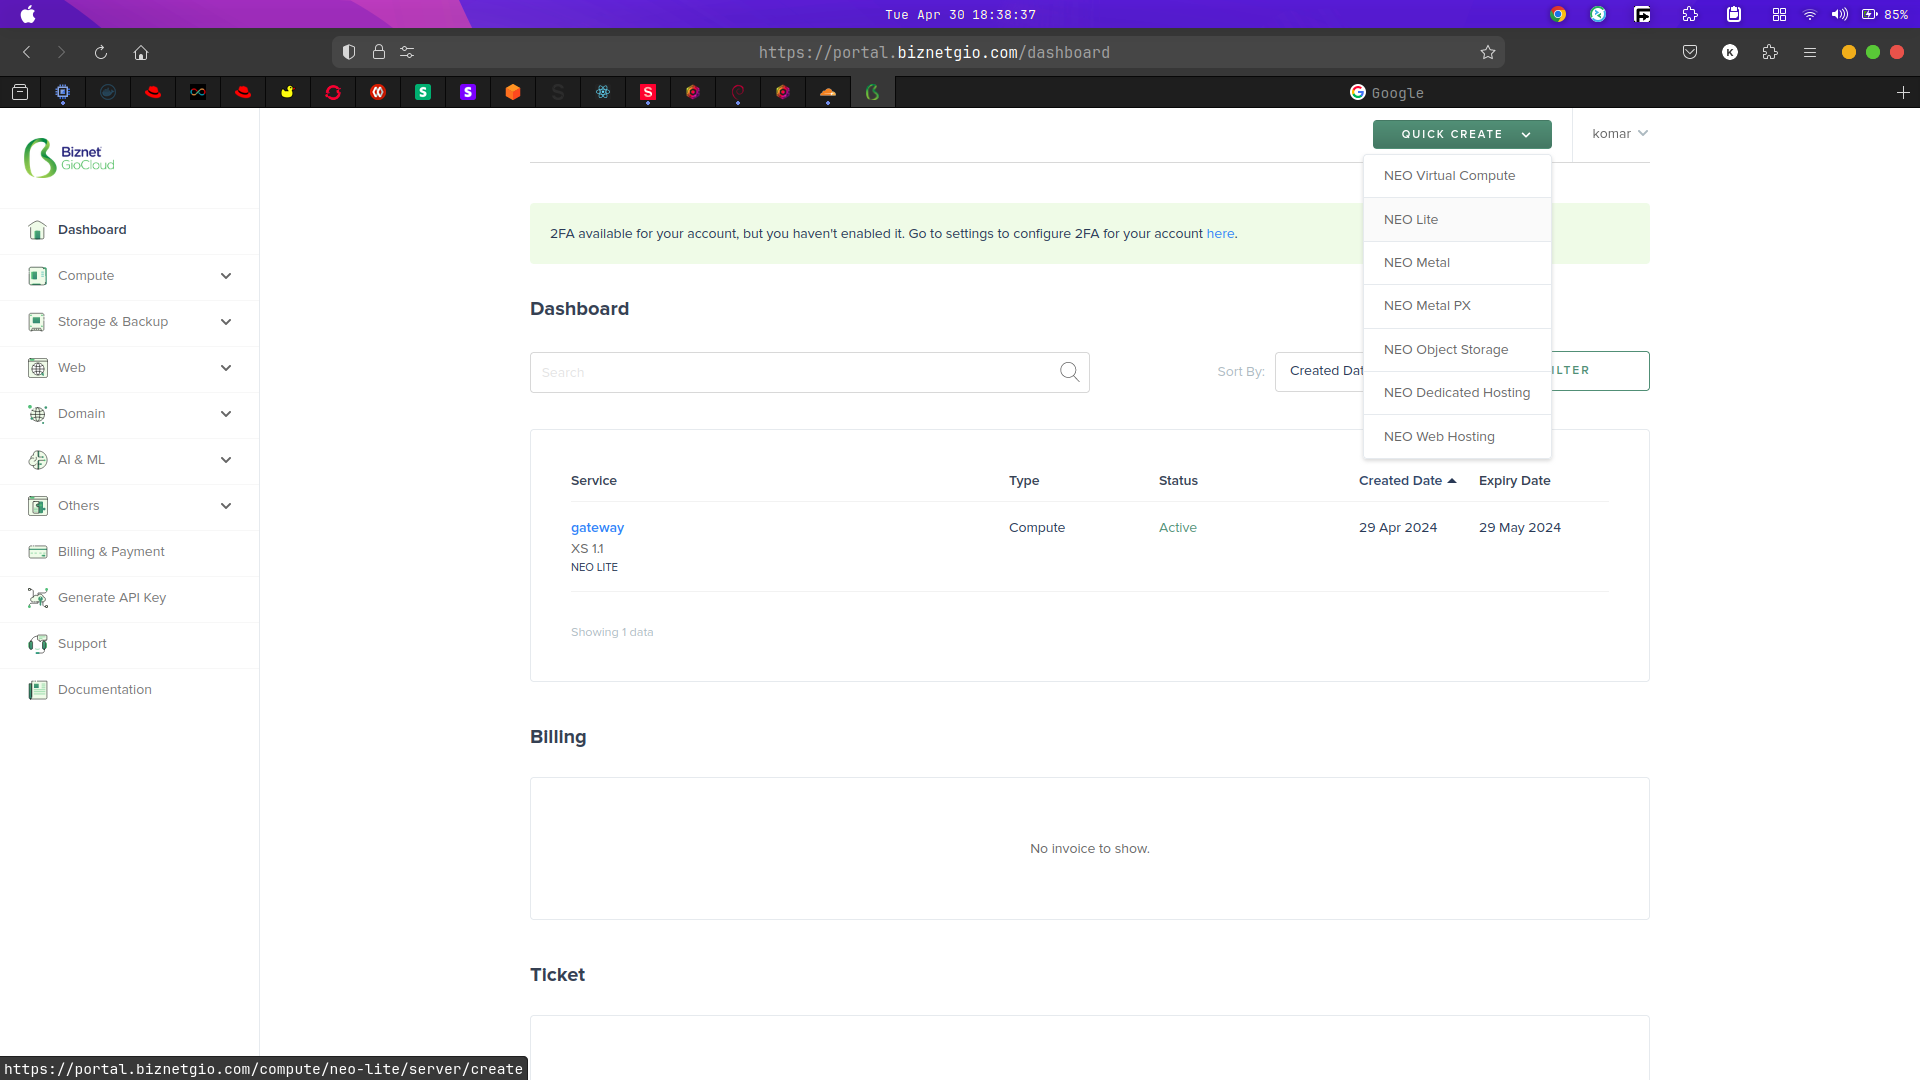 Tue Apr 30 18:38:37
85%
https://portal.biznetgio.com/dashboard
Google
Biznet
GioCloud
QUICK CREATE
komar
NEO Virtual Compute
NEO Lite
NEO Metal
NEO Metal PX
NEO Object Storage
NEO Dedicated Hosting
NEO Web Hosting
Dashboard
Compute
Storage & Backup
Web
Domain
AI & ML
Others
Billing & Payment
Generate API Key
Support
Documentation
2FA available for your account, but you haven't enabled it. Go to settings to configure 2FA for your account here.
Dashboard
Search
Sort By:
Created Dat
ILTER
Service Type Status Created Date Expiry Date
gateway Compute Active 29 Apr 2024 29 May 2024
XS 1.1
NEO LITE
Showing 1 data
Billing
No invoice to show.
Ticket
https://portal.biznetgio.com/compute/neo-lite/server/create